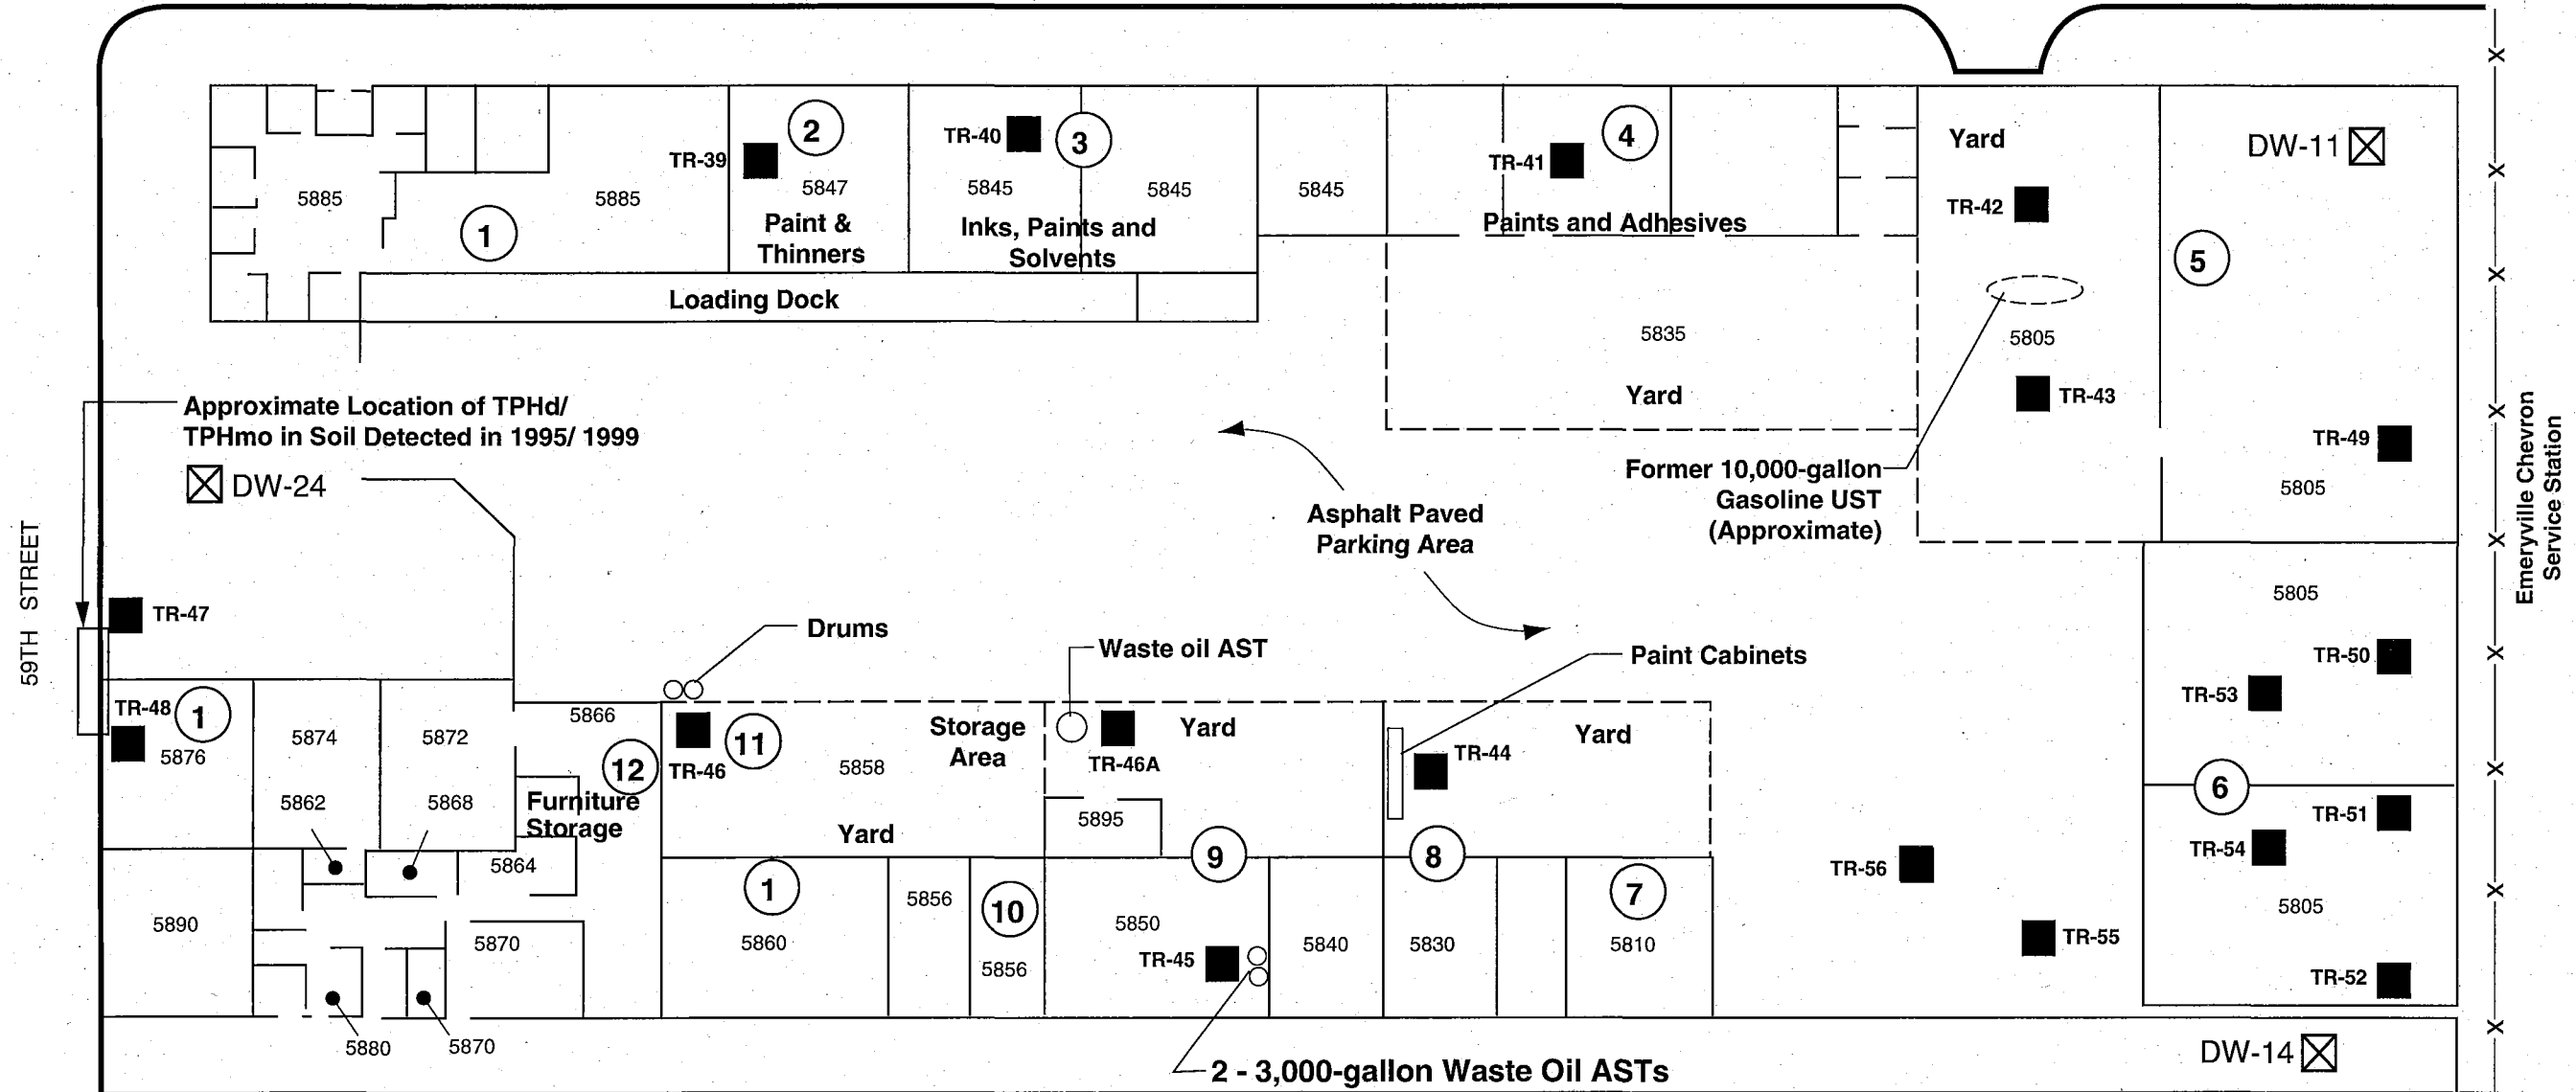 TR-39
2
5847
Paint &
Thinners
TR-40
3
5845
5845
Inks, Paints and
Solvents
5885
5885
1
Loading Dock
5845
TR-41
4
Paints and Adhesives
5835
Yard
Yard
TR-42
5805
TR-43
DW-11
5
TR-49
5805
Former 10,000-gallon
Gasoline UST
(Approximate)
Emeryville Chevron
Service Station
X
X
X
X
X
X
X
X
X
Approximate Location of TPHd/
TPHmo in Soil Detected in 1995/ 1999
DW-24
59TH STREET
TR-47
Asphalt Paved
Parking Area
Drums
Waste oil AST
Paint Cabinets
TR-48
1
5876
5874
5872
5862
5868
5866
12
Furniture
Storage
5864
5890
5870
5880
5870
TR-46
11
5858
Storage
Area
Yard
TR-46A
Yard
5895
TR-44
Yard
9
8
1
5860
5856
10
5856
5850
TR-45
5840
5830
7
5810
2 - 3,000-gallon Waste Oil ASTs
TR-56
TR-55
5805
TR-50
TR-53
6
TR-51
TR-54
5805
TR-52
DW-14